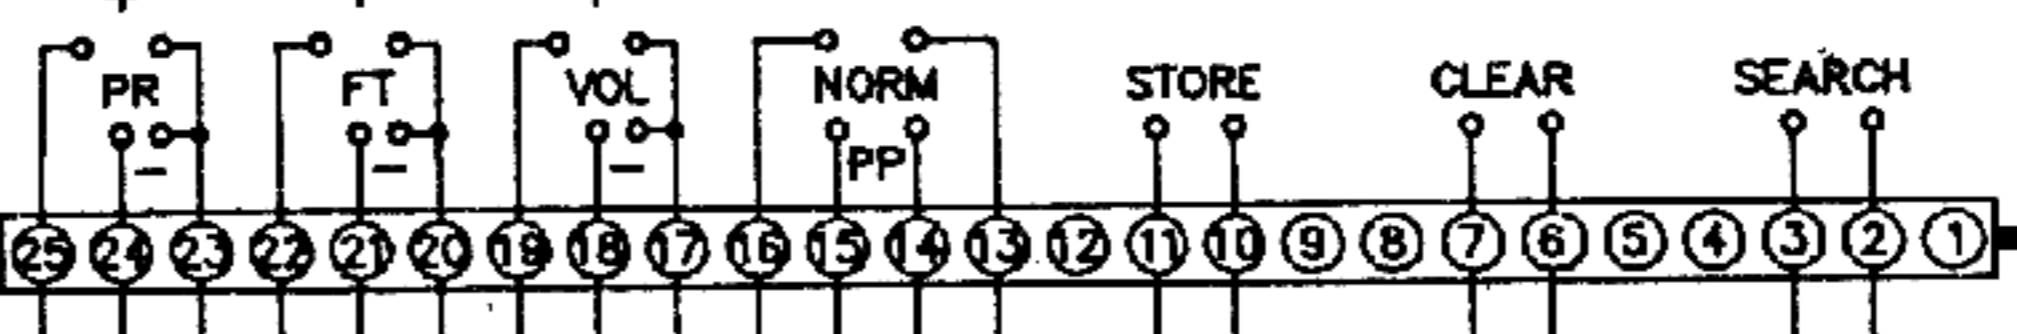 PR FT VOL NORM STORE CLEAR SEARCH
— — — PP
25 24 23 22 21 20 19 18 17 16 15 14 13 12 11 10 9 8 7 6 5 4 3 2 1